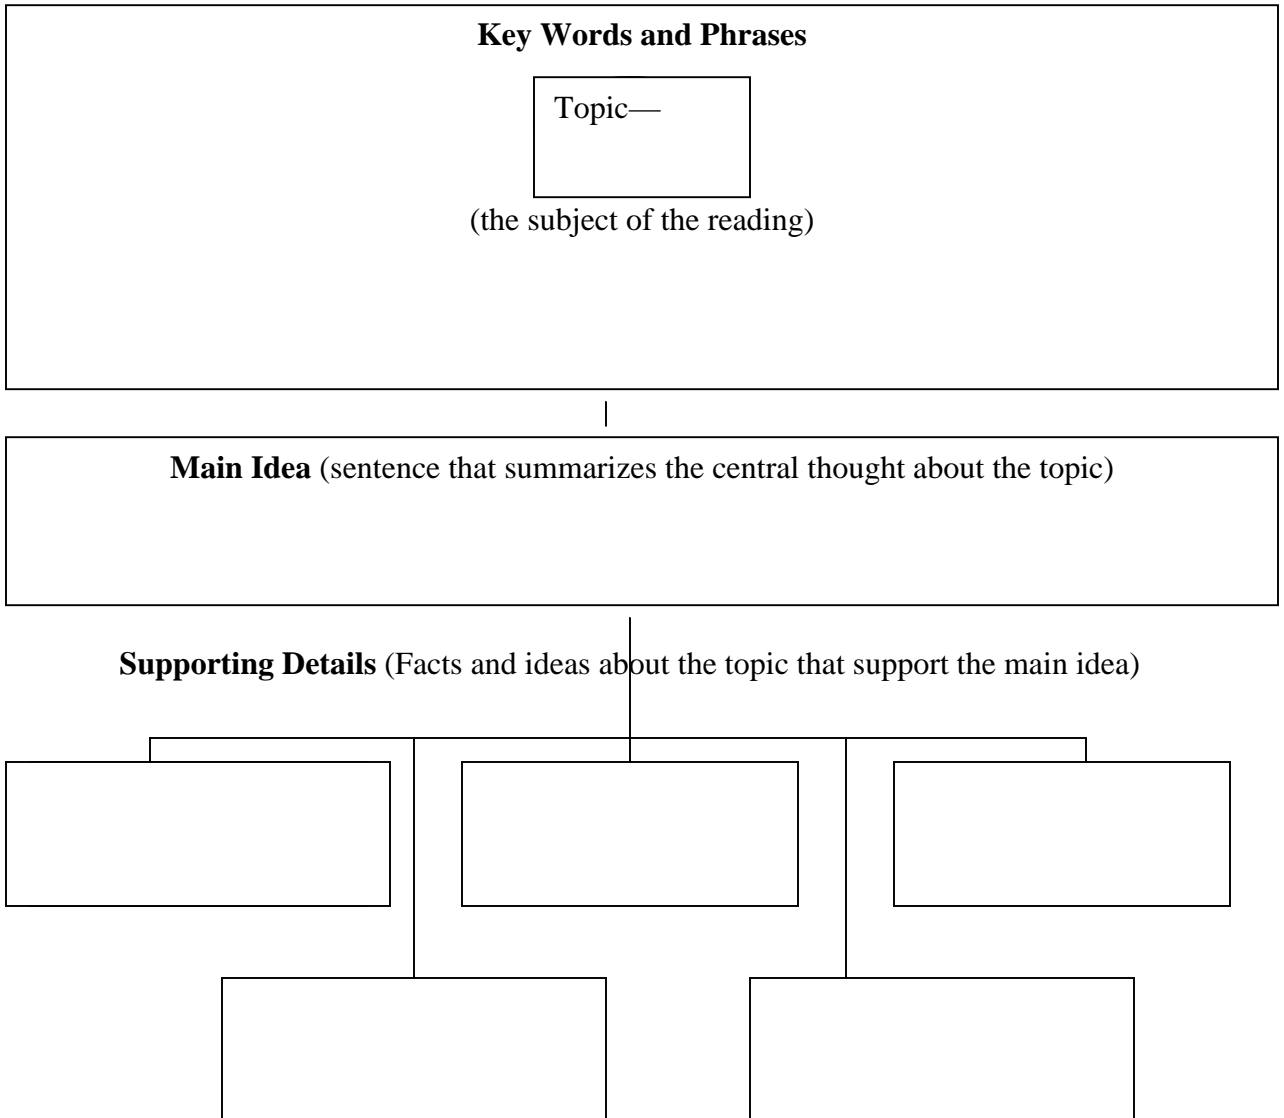 Key Words and Phrases
Topic—
(the subject of the reading)
Main Idea (sentence that summarizes the central thought about the topic)
Supporting Details (Facts and ideas about the topic that support the main idea)